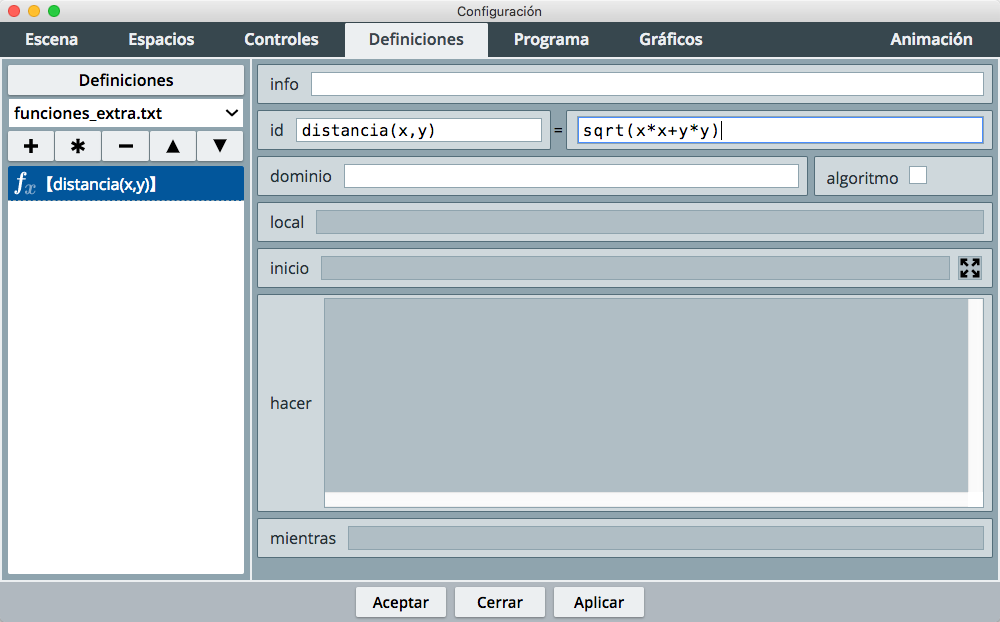 Configuración
Escena Espacios Controles Definiciones Programa Gráficos Animación
Definiciones
funciones_extra.txt
+ * − ▲ ▼
fx 【distancia(x,y)】
info
id distancia(x,y) = sqrt(x*x+y*y)
dominio algoritmo
local
inicio
hacer
mientras
Aceptar Cerrar Aplicar